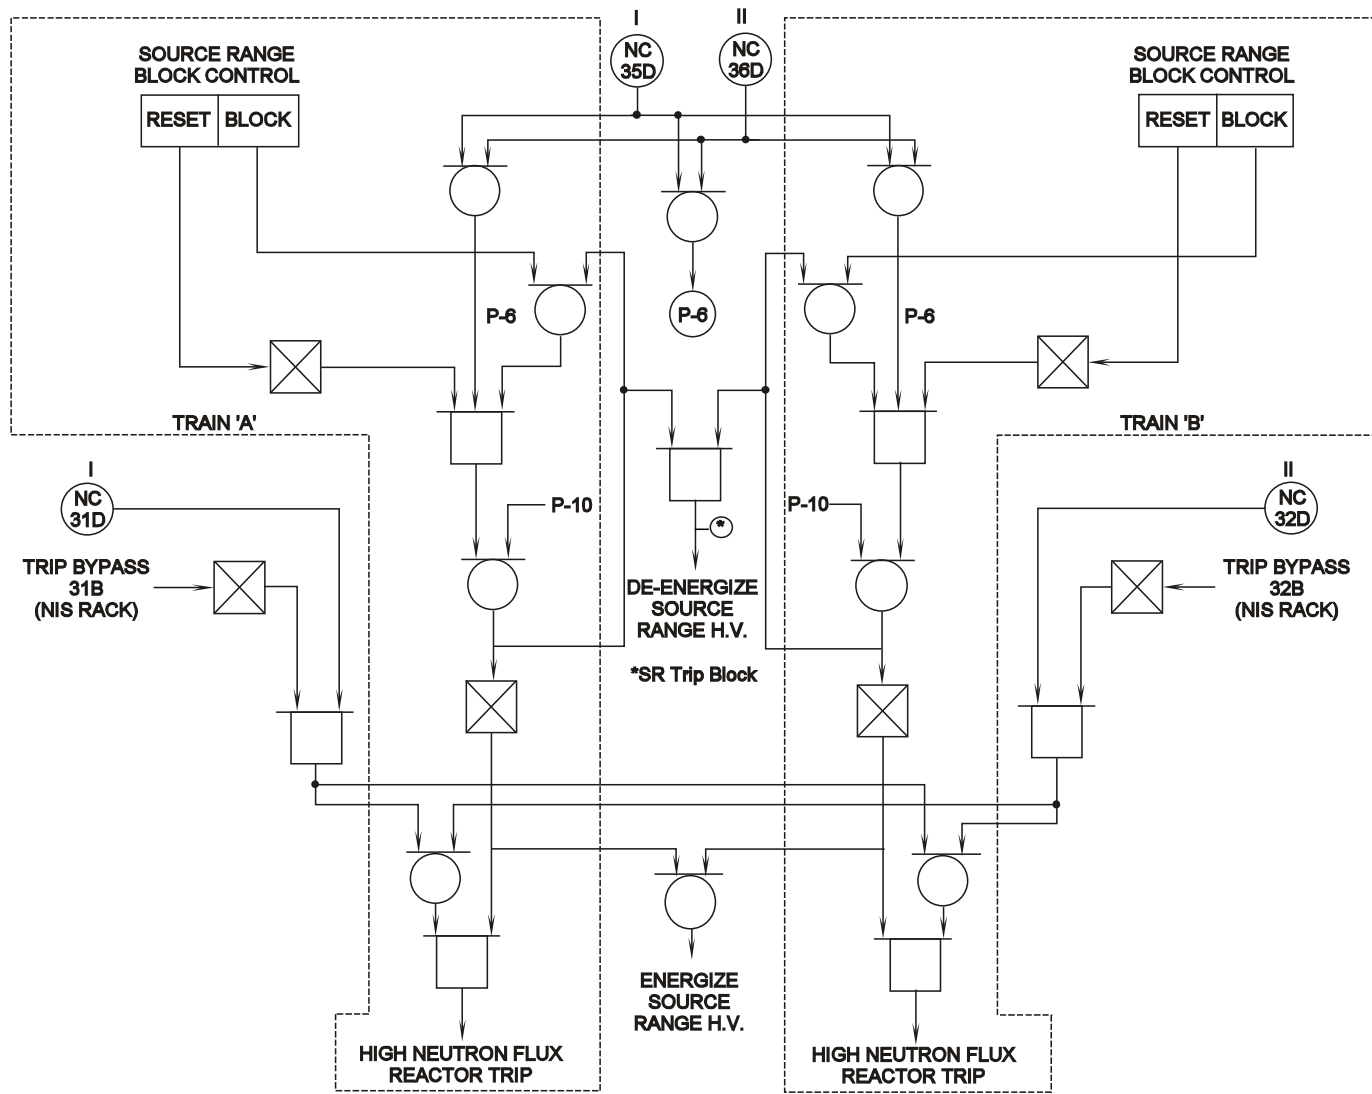 I
II
NC
35D
NC
36D
SOURCE RANGE
BLOCK CONTROL
RESET
BLOCK
SOURCE RANGE
BLOCK CONTROL
RESET
BLOCK
P-6
P-6
P-6
TRAIN 'A'
TRAIN 'B'
I
NC
31D
II
NC
32D
P-10
P-10
*
TRIP BYPASS
31B
(NIS RACK)
DE-ENERGIZE
SOURCE
RANGE H.V.
TRIP BYPASS
32B
(NIS RACK)
*SR Trip Block
ENERGIZE
SOURCE
RANGE H.V.
HIGH NEUTRON FLUX
REACTOR TRIP
HIGH NEUTRON FLUX
REACTOR TRIP